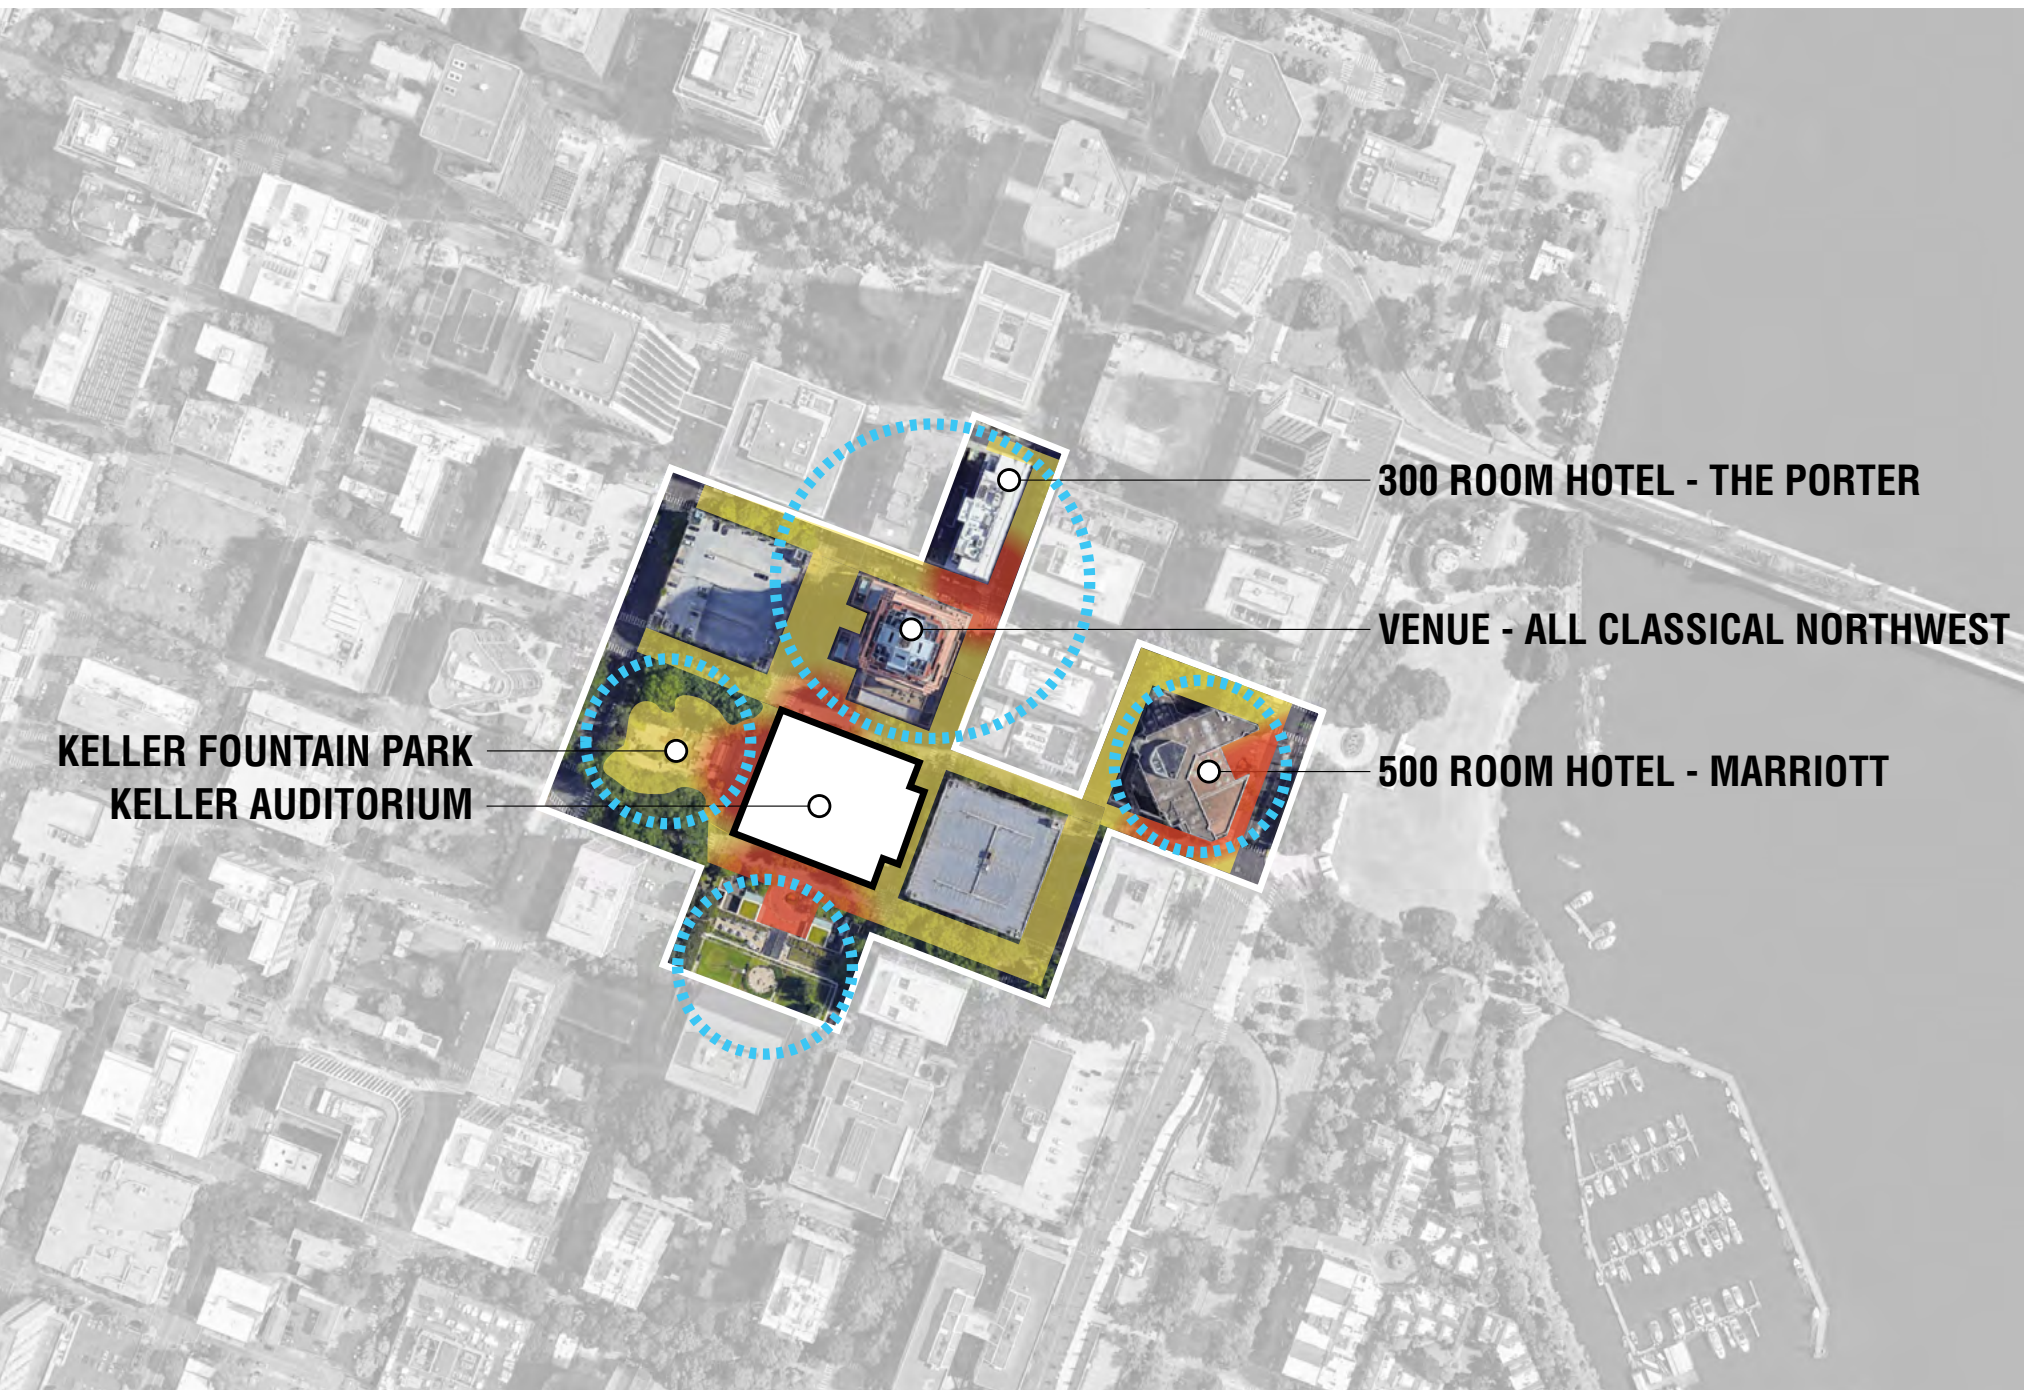 300 ROOM HOTEL - THE PORTER
VENUE - ALL CLASSICAL NORTHWEST
KELLER FOUNTAIN PARK
500 ROOM HOTEL - MARRIOTT
KELLER AUDITORIUM